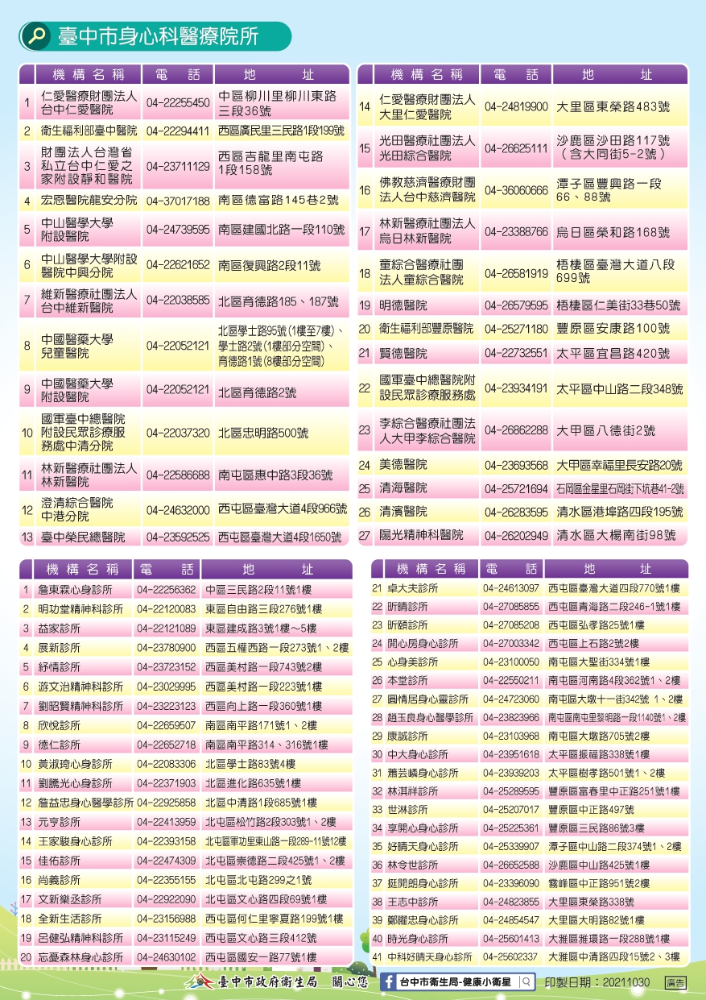 臺中市身心科醫療院所
機構名稱 電話 地址
1 仁愛醫療財團法人台中仁愛醫院 04-22255450 中區柳川里柳川東路三段36號
2 衛生福利部臺中醫院 04-22294411 西區廣民里三民路1段199號
3 財團法人台灣省私立台中仁愛之家附設靜和醫院 04-23711129 西區吉龍里南屯路1段158號
4 宏恩醫院龍安分院 04-37017188 南區德富路145巷2號
5 中山醫學大學附設醫院 04-24739595 南區建國北路一段110號
6 中山醫學大學附設醫院中興分院 04-22621652 南區復興路2段11號
7 維新醫療社團法人台中維新醫院 04-22038585 北區育德路185、187號
8 中國醫藥大學兒童醫院 04-22052121 北區學士路95號(1樓至7樓)、學士路2號(1樓部分空間)、育德路1號(8樓部分空間)
9 中國醫藥大學附設醫院 04-22052121 北區育德路2號
10 國軍臺中總醫院附設民眾診療服務處中清分院 04-22037320 北區忠明路500號
11 林新醫療社團法人林新醫院 04-22586688 南屯區惠中路3段36號
12 澄清綜合醫院中港分院 04-24632000 西屯區臺灣大道4段966號
13 臺中榮民總醫院 04-23592525 西屯區臺灣大道4段1650號
機構名稱 電話 地址
14 仁愛醫療財團法人大里仁愛醫院 04-24819900 大里區東榮路483號
15 光田醫療社團法人光田綜合醫院 04-26625111 沙鹿區沙田路117號（含大同街5-2號）
16 佛教慈濟醫療財團法人台中慈濟醫院 04-36060666 潭子區豐興路一段66、88號
17 林新醫療社團法人烏日林新醫院 04-23388766 烏日區榮和路168號
18 童綜合醫療社團法人童綜合醫院 04-26581919 梧棲區臺灣大道八段699號
19 明德醫院 04-26579595 梧棲區仁美街33巷50號
20 衛生福利部豐原醫院 04-25271180 豐原區安康路100號
21 賢德醫院 04-22732551 太平區宜昌路420號
22 國軍臺中總醫院附設民眾診療服務處 04-23934191 太平區中山路二段348號
23 李綜合醫療社團法人大甲李綜合醫院 04-26862288 大甲區八德街2號
24 美德醫院 04-23693568 大甲區幸福里長安路20號
25 清海醫院 04-25721694 石岡區金星里石岡街下坑巷41-2號
26 清濱醫院 04-26283595 清水區港埠路四段195號
27 陽光精神科醫院 04-26202949 清水區大楊南街98號
機構名稱 電話 地址
1 詹東霖心身診所 04-22256362 中區三民路2段11號1樓
2 明功堂精神科診所 04-22120083 東區自由路三段276號1樓
3 益家診所 04-22121089 東區建成路3號1樓～5樓
4 展新診所 04-23780900 西區五權西路一段273號1、2樓
5 紓情診所 04-23723152 西區美村路一段743號2樓
6 游文治精神科診所 04-23029995 西區美村路一段223號1樓
7 劉昭賢精神科診所 04-23223123 西區向上路一段360號1樓
8 欣悅診所 04-22659507 南區南平路171號1、2樓
9 德仁診所 04-22652718 南區南平路314、316號1樓
10 黃淑琦心身診所 04-22083306 北區學士路83號4樓
11 劉騰光心身診所 04-22371903 北區進化路635號1樓
12 詹益忠身心醫學診所 04-22925858 北區中清路1段685號1樓
13 元亨診所 04-22413959 北屯區松竹路2段303號1、2樓
14 王家駿身心診所 04-22393158 北屯區軍功里東山路一段289-11號12樓
15 佳佑診所 04-22474309 北屯區崇德路二段425號1、2樓
16 尚義診所 04-22355155 北屯區北屯路299之1號
17 文新樂丞診所 04-22922090 北屯區文心路四段69號1樓
18 全新生活診所 04-23156988 西屯區何仁里寧夏路199號1樓
19 呂健弘精神科診所 04-23115249 西屯區文心路三段412號
20 忘憂森林身心診所 04-24630102 西屯區國安一路77號1樓
機構名稱 電話 地址
21 卓大夫診所 04-24613097 西屯區臺灣大道四段770號1樓
22 昕晴診所 04-27085855 西屯區青海路二段246-1號1樓
23 昕頤診所 04-27085208 西屯區弘孝路25號1樓
24 開心房身心診所 04-27003342 西屯區上石路2號2樓
25 心身美診所 04-23100050 南屯區大聖街334號1樓
26 本堂診所 04-22550211 南屯區河南路4段362號1、2樓
27 圓情居身心靈診所 04-24723060 南屯區大墩十一街342號 1、2樓
28 趙玉良身心醫學診所 04-23823966 南屯區南屯里黎明路一段1140號1、2樓
29 康誠診所 04-23103968 南屯區大墩路705號2樓
30 中大身心診所 04-23951618 太平區振福路338號1樓
31 蕭芸嶙身心診所 04-23939203 太平區樹孝路501號1、2樓
32 林淇祥診所 04-25289595 豐原區富春里中正路251號1樓
33 世淋診所 04-25207017 豐原區中正路497號
34 享開心身心診所 04-25225361 豐原區三民路86號3樓
35 好晴天身心診所 04-25339907 潭子區中山路二段374號1、2樓
36 林令世診所 04-26652588 沙鹿區中山路425號1樓
37 挺開朗身心診所 04-23396090 霧峰區中正路951號2樓
38 王志中診所 04-24823855 大里區東榮路338號
39 鄭曜忠身心診所 04-24854547 大里區大明路82號1樓
40 時光身心診所 04-25601413 大雅區雅環路一段288號1樓
41 中科好晴天身心診所 04-25602337 大雅區中清路四段15號2、3樓
臺中市政府衛生局 關心您 台中市衛生局-健康小衛星 印製日期：20211030 廣告